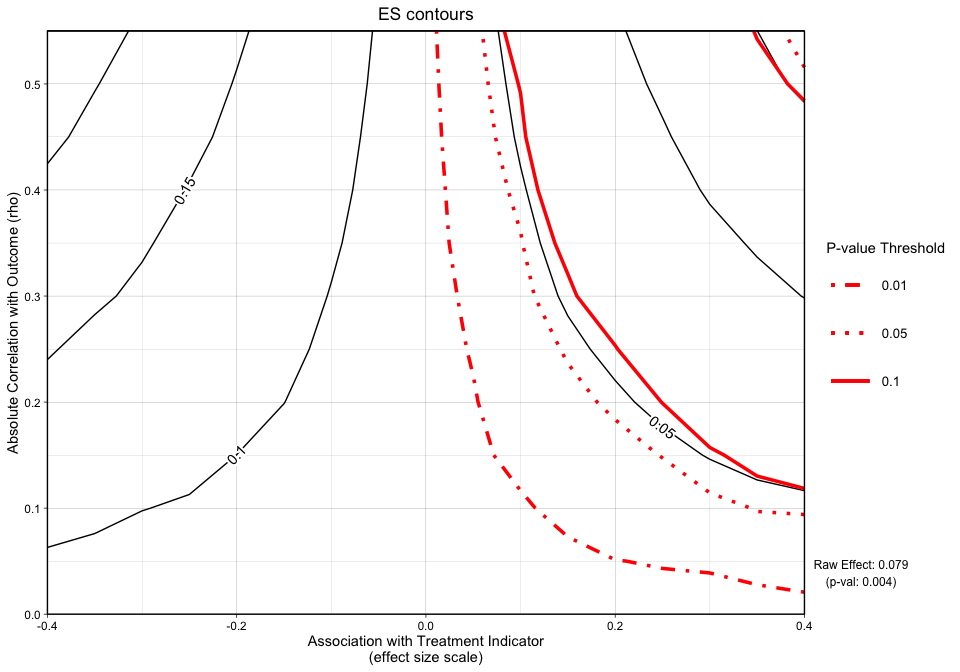 ES contours
Absolute Correlation with Outcome (rho)
0.5
0.4
0.3
0.2
0.1
0.0
-0.4
-0.2
0.0
0.2
0.4
0.15
0.1
0.05
Association with Treatment Indicator
(effect size scale)
P-value Threshold
0.01
0.05
0.1
Raw Effect: 0.079
(p-val: 0.004)